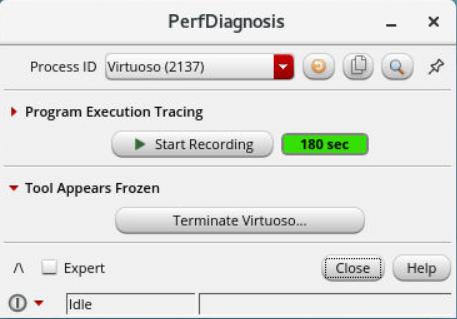 PerfDiagnosis
Process ID Virtuoso (2137)
Program Execution Tracing
Start Recording 180 sec
Tool Appears Frozen
Terminate Virtuoso...
Expert Close Help
Idle